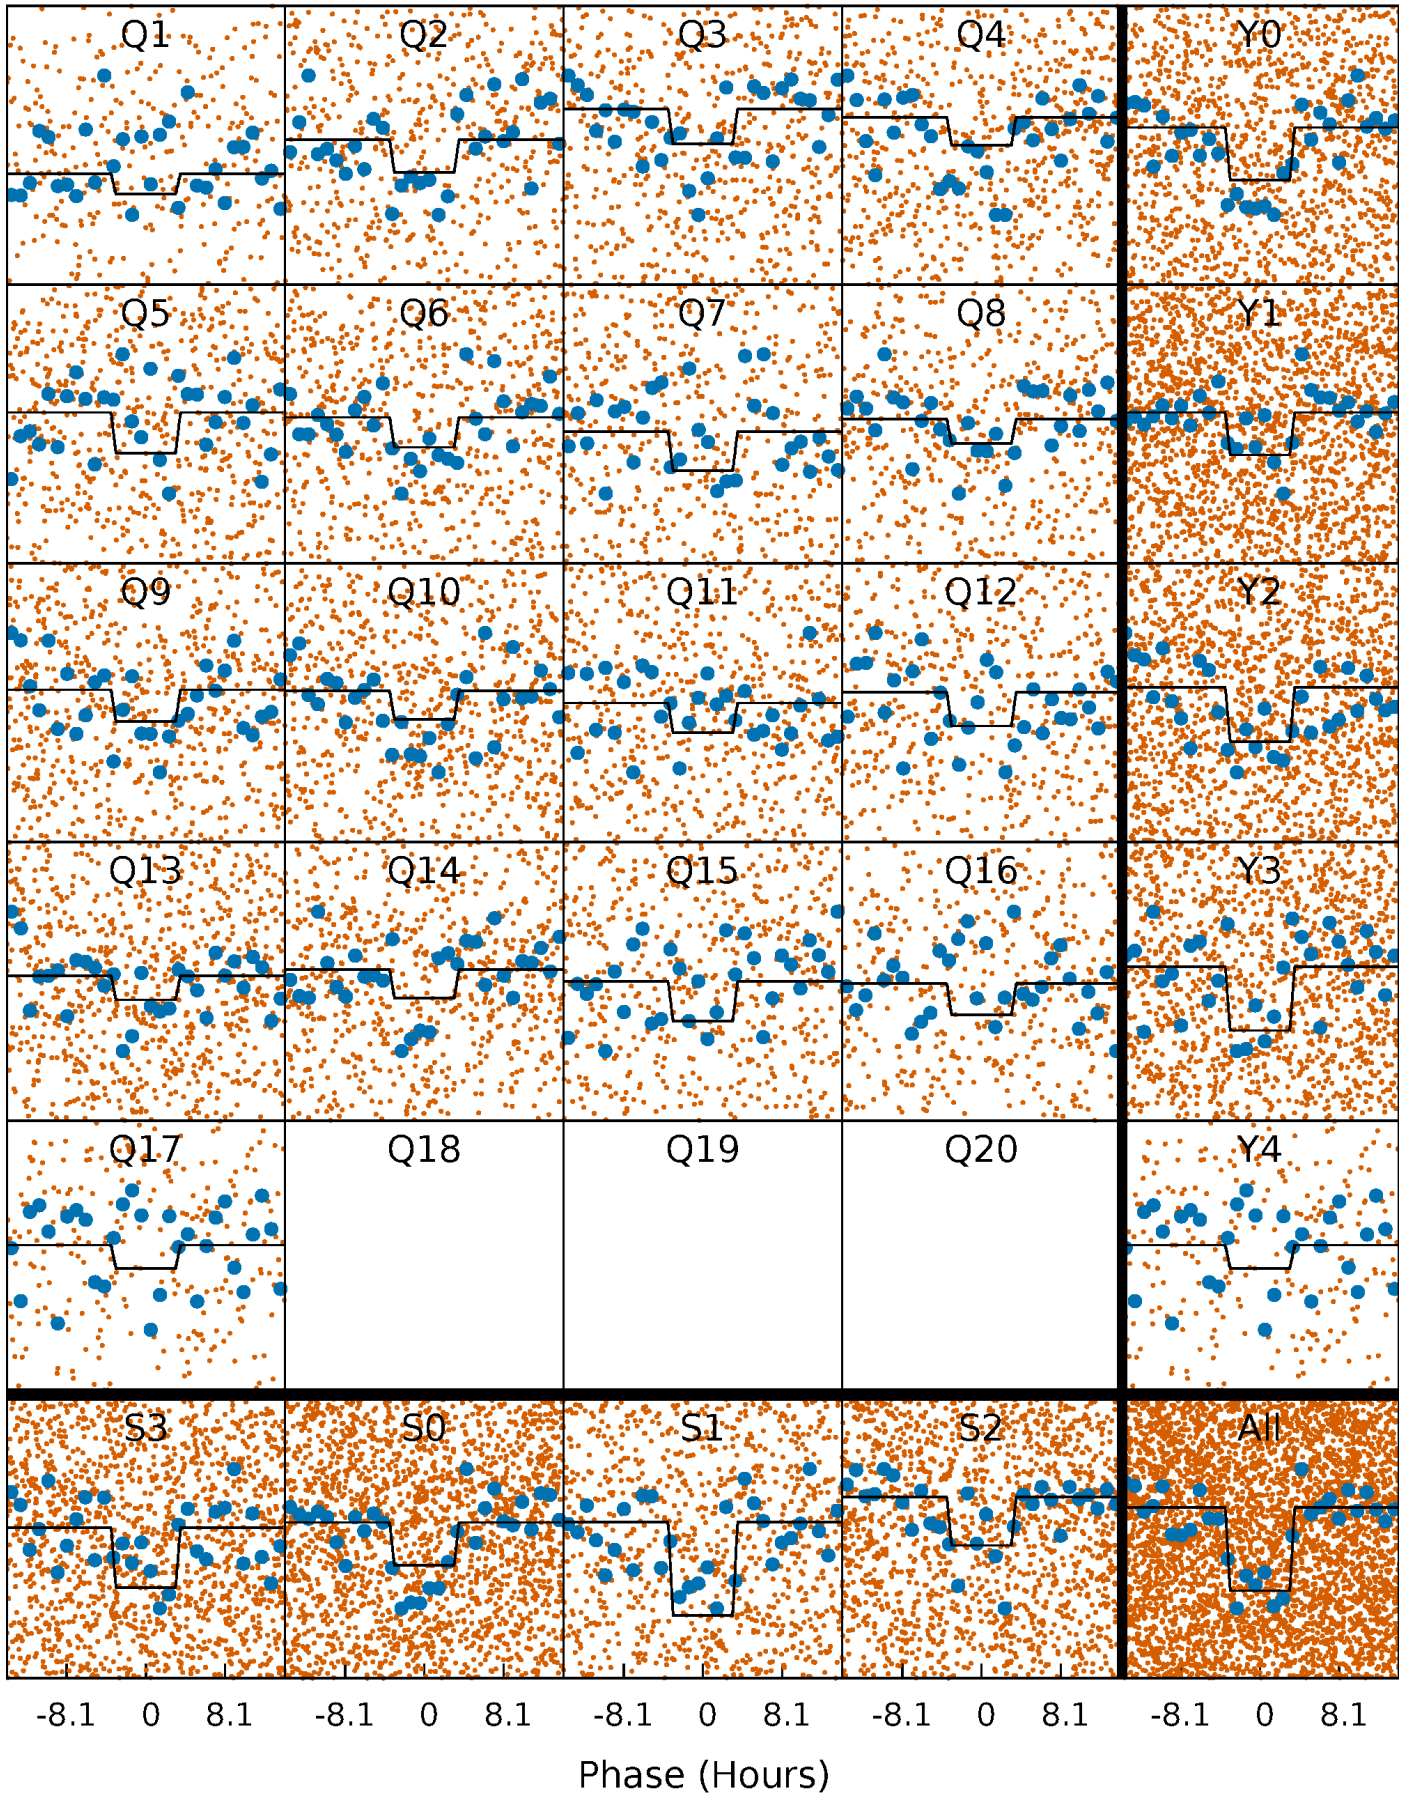 Q1 Q2 Q3 Q4 Y0
Q5 Q6 Q7 Q8 Y1
Q9 Q10 Q11 Q12 Y2
Q13 Q14 Q15 Q16 Y3
Q17 Q18 Q19 Q20 Y4
S3 S0 S1 S2 All
-8.1 0 8.1 -8.1 0 8.1 -8.1 0 8.1 -8.1 0 8.1 -8.1 0 8.1
Phase (Hours)